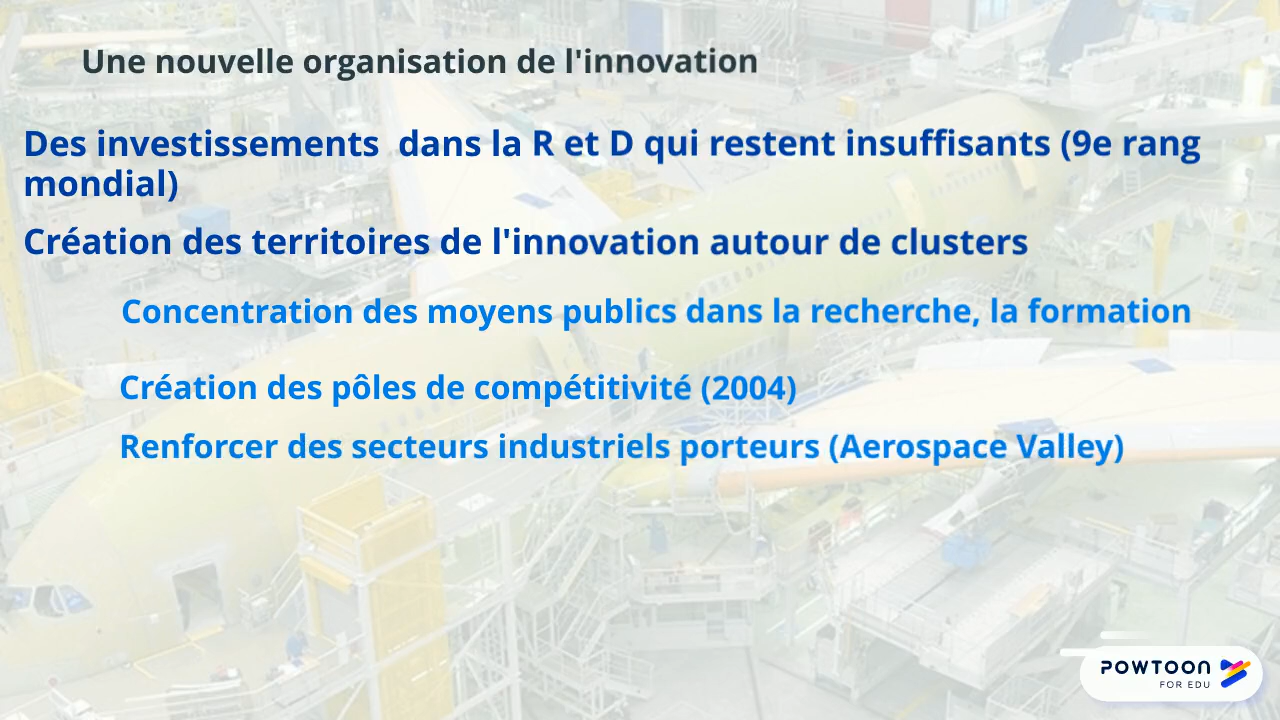 Une nouvelle organisation de l'innovation
Des investissements  dans la R et D qui restent insuffisants (9e rang
mondial)
Création des territoires de l'innovation autour de clusters
Concentration des moyens publics dans la recherche, la formation
Création des pôles de compétitivité (2004)
Renforcer des secteurs industriels porteurs (Aerospace Valley)
POWTOON
FOR EDU